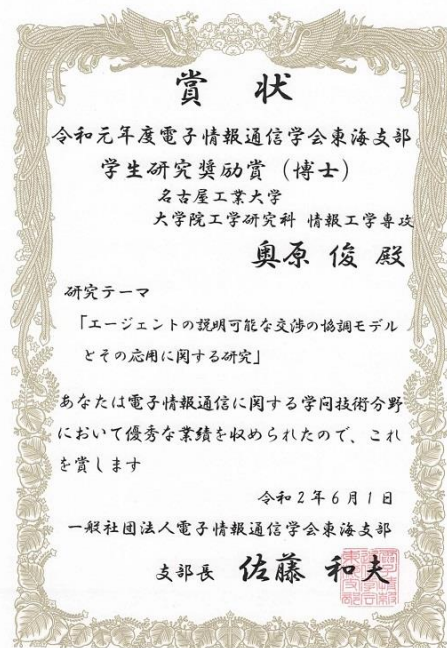 賞状
令和元年度電子情報通信学会東海支部
学生研究奨励賞（博士）
名古屋工業大学
大学院工学研究科 情報工学専攻
奥原 俊 殿
研究テーマ
「エージェントの説明可能な交渉の協調モデル
とその応用に関する研究」
あなたは電子情報通信に関する学問技術分野
において優秀な業績を収められたので、これ
を賞します
令和２年６月１日
一般社団法人電子情報通信学会東海支部
支部長 佐藤 和夫